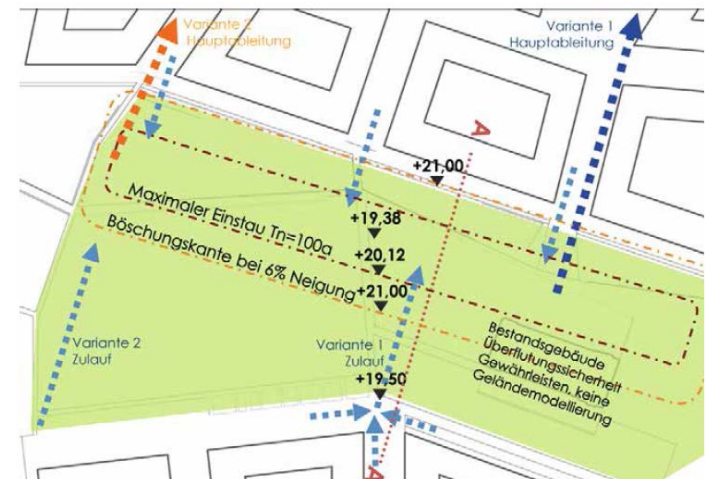 Variante 2
Hauptableitung
Variante 1
Hauptableitung
A
+21,00
Maximaler Einstau Tn=100a
+19,38
Böschungskante bei 6% Neigung
+20,12
+21,00
Variante 2
Zulauf
Variante 1
Zulauf
Bestandsgebäude
Überflutungssicherheit
Gewährleisten, keine
Geländemodellierung
+19,50
A